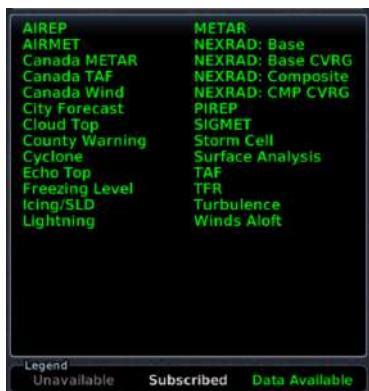 AIREP
AIRMET
Canada METAR
Canada TAF
Canada Wind
City Forecast
Cloud Top
County Warning
Cyclone
Echo Top
Freezing Level
Icing/SLD
Lightning
METAR
NEXRAD: Base
NEXRAD: Base CVRG
NEXRAD: Composite
NEXRAD: CMP CVRG
PIREP
SIGMET
Storm Cell
Surface Analysis
TAF
TFR
Turbulence
Winds Aloft
Legend
Unavailable Subscribed Data Available